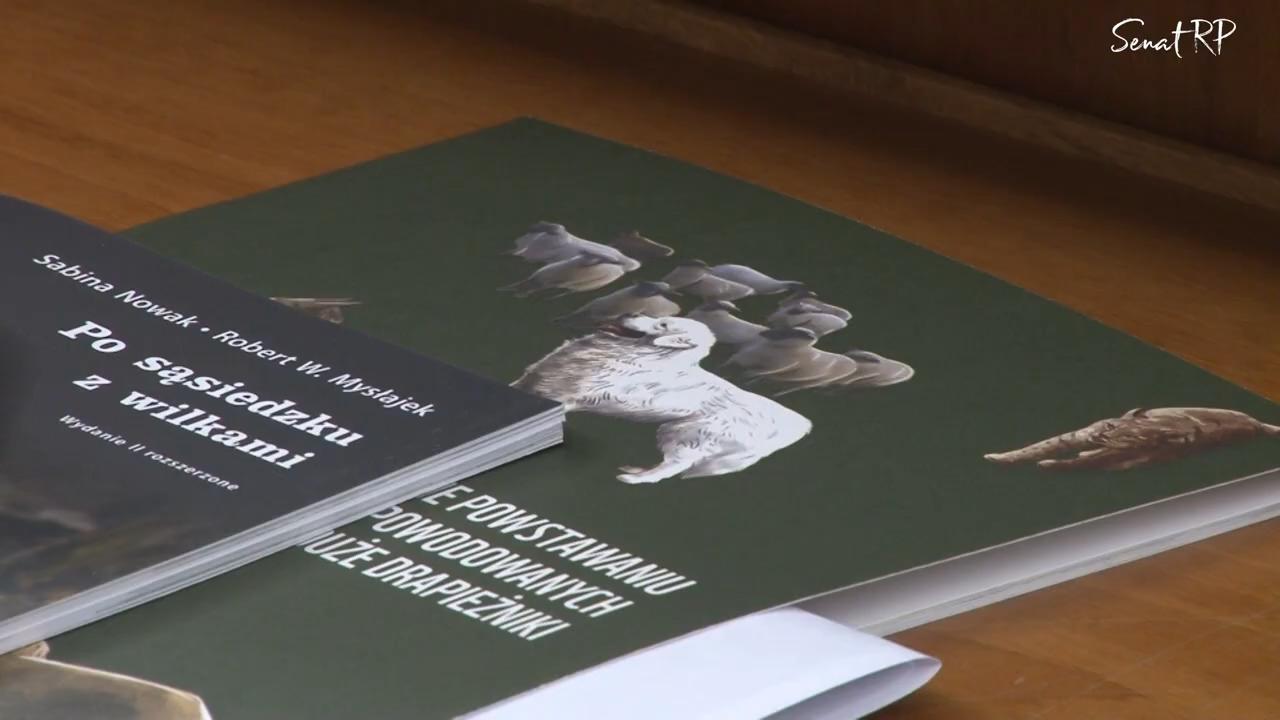 Senat RP
Sabina Nowak • Robert W. Mysłajek
Po sąsiedzku
z wilkami
Wydanie II rozszerzone
POWSTAWANIU
POWODOWANYCH
UŻE DRAPIEŻNIKI